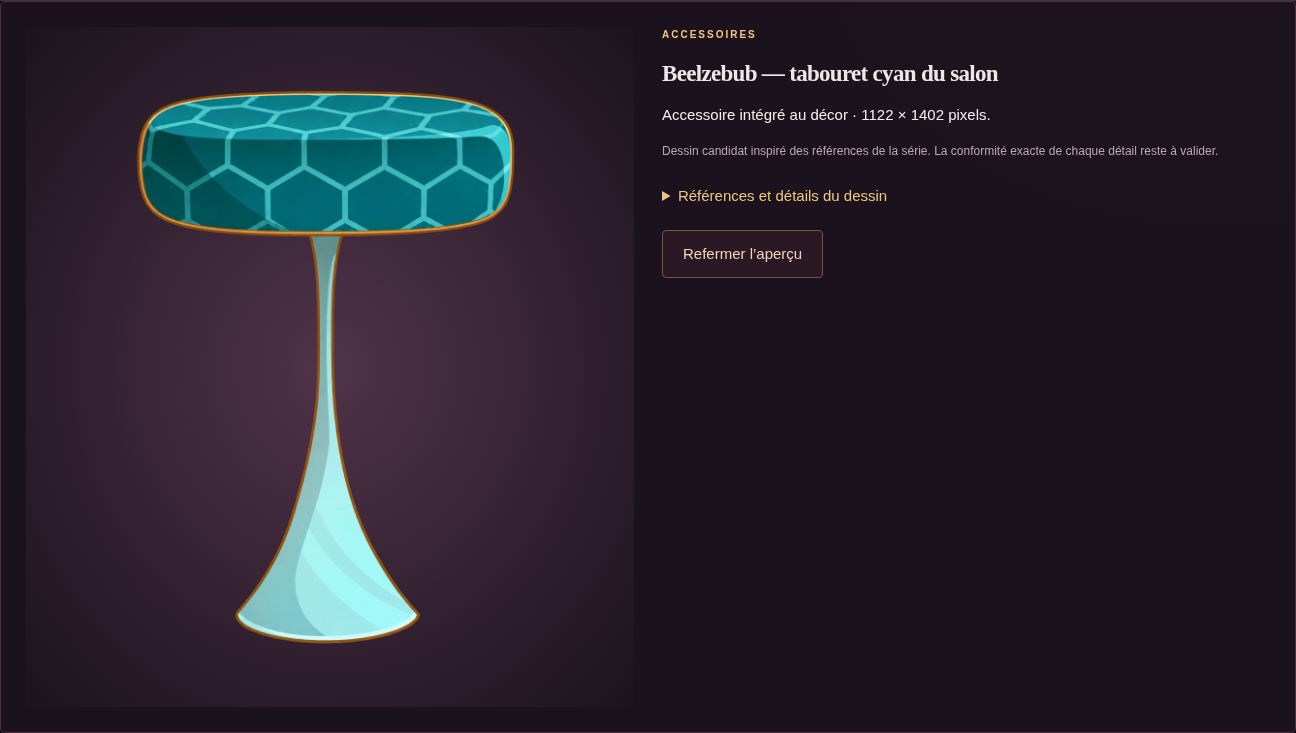 ACCESSOIRES
Beelzebub — tabouret cyan du salon
Accessoire intégré au décor · 1122 × 1402 pixels.
Dessin candidat inspiré des références de la série. La conformité exacte de chaque détail reste à valider.
Références et détails du dessin
Refermer l’aperçu